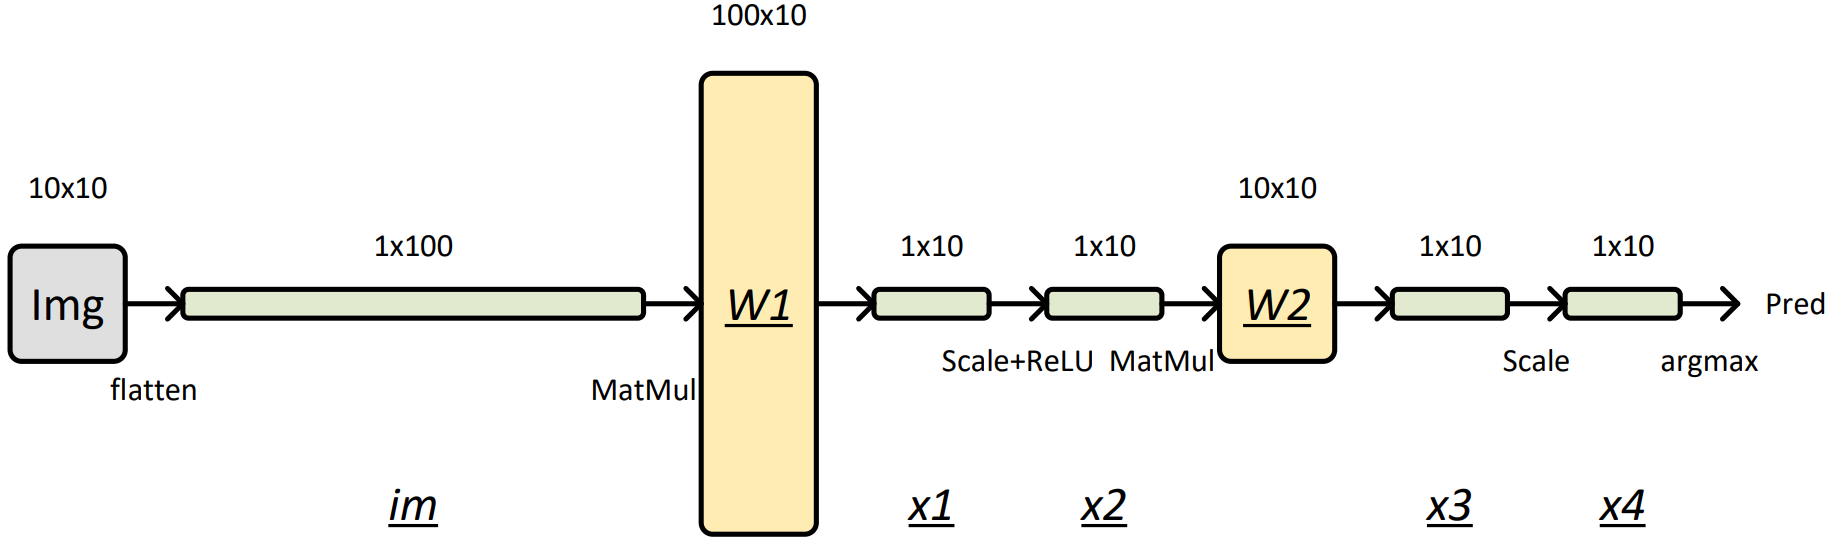 100x10
10x10
10x10
1x100
1x10
1x10
1x10
1x10
Img
W1
W2
Pred
flatten
MatMul
Scale+ReLU
MatMul
Scale
argmax
im
x1
x2
x3
x4